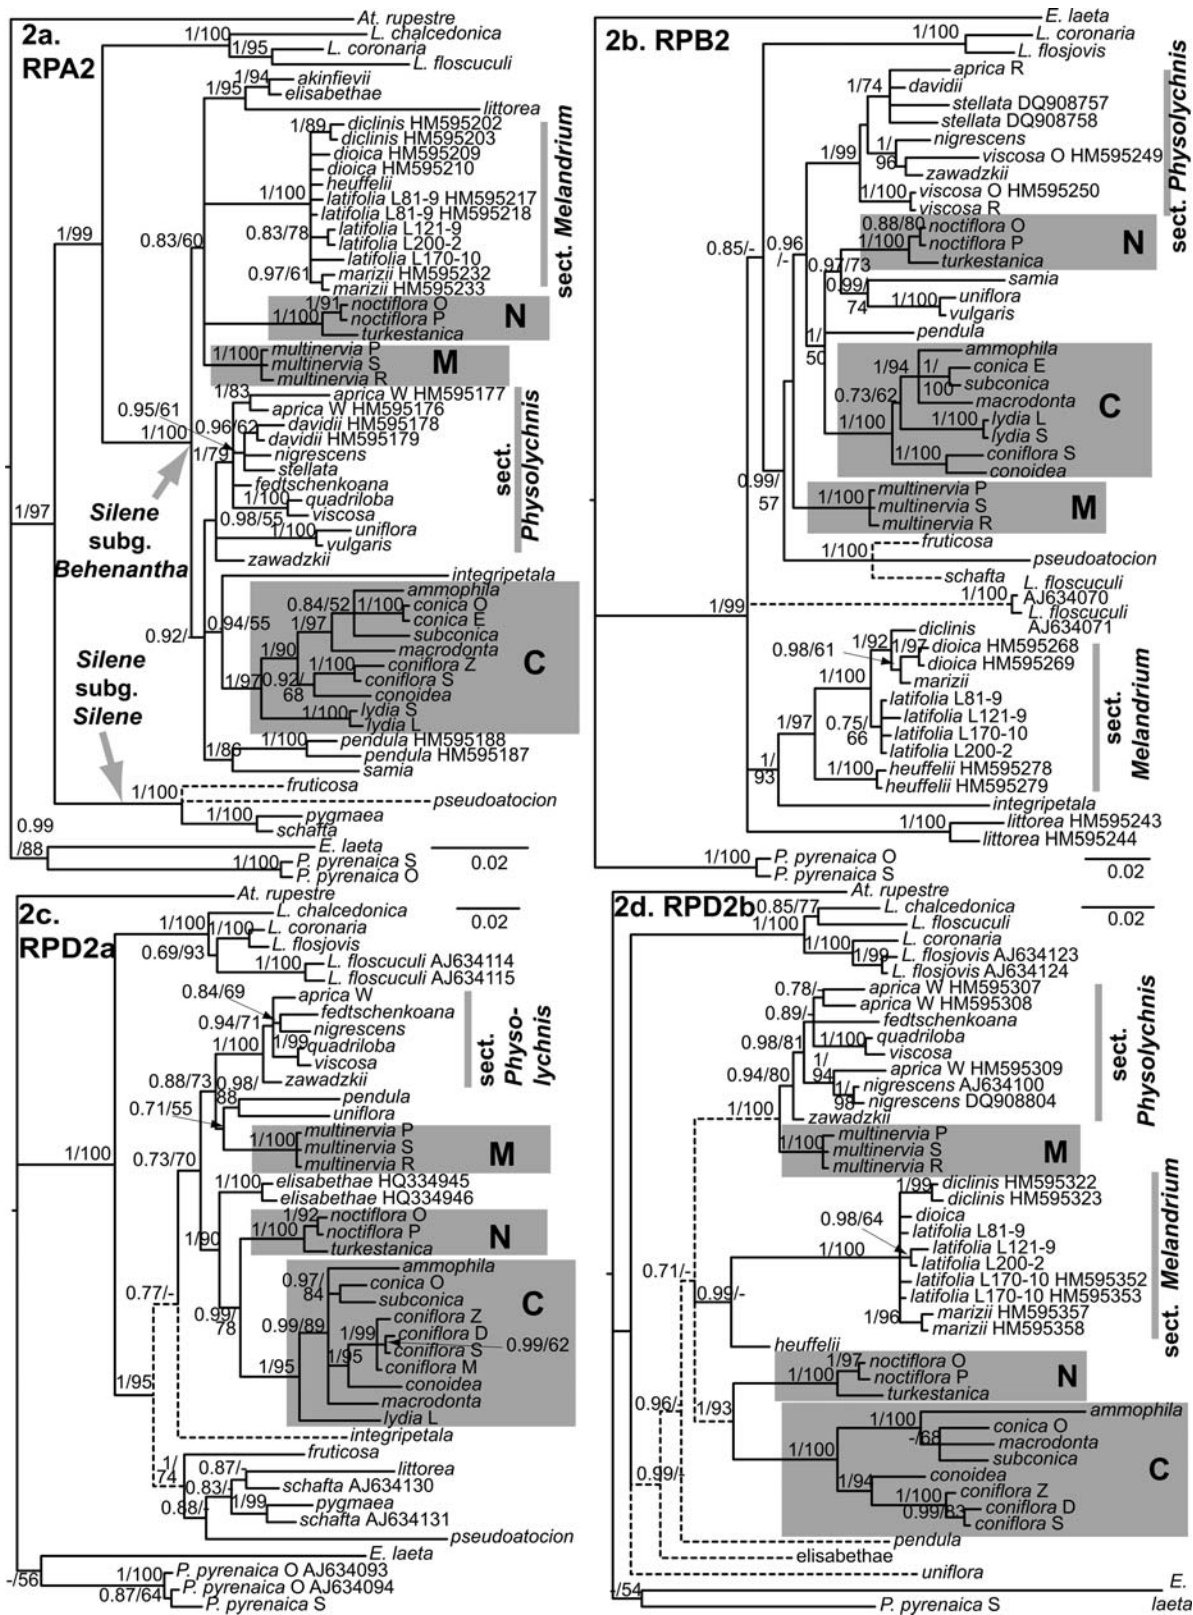 2a.
RPA2
At. rupestre
1/100
L. chalcedonica
1/95
L. coronaria
L. floscuculi
1/94
akinfievii
1/95
elisabethae
littorea
1/89
diclinis HM595202
diclinis HM595203
dioica HM595209
dioica HM595210
heuffelii
1/100
latifolia L81-9 HM595217
latifolia L81-9 HM595218
0.83/78
latifolia L121-9
latifolia L200-2
latifolia L170-10
0.97/61
marizii HM595232
marizii HM595233
sect. Melandrium
1/99
0.83/60
1/91
noctiflora O
1/100
noctiflora P
turkestanica
N
multinervia P
1/100
multinervia S
multinervia R
M
1/83
aprica W HM595177
0.95/61
aprica W HM595176
0.96/62
davidii HM595178
davidii HM595179
1/100
1/79
nigrescens
stellata
fedtschenkoana
1/100
quadriloba
viscosa
0.98/55
1/100
uniflora
vulgaris
zawadzkii
sect.
Physolychnis
1/97
Silene
subg.
Behenantha
integripetala
ammophila
0.84/52
1/100
conica O
conica E
1/97
subconica
0.94/55
0.92/-
1/90
macrodonta
1/100
coniflora Z
1/97
0.92/
68
coniflora S
conoidea
1/100
lydia S
lydia L
C
Silene
subg.
Silene
1/100
pendula HM595188
1/86
pendula HM595187
samia
fruticosa
1/100
pseudoatocion
1/100
pygmaea
schafta
0.99
/88
E. laeta
1/100
P. pyrenaica S
P. pyrenaica O
0.02
2b. RPB2
E. laeta
1/100
L. coronaria
L. flosjovis
aprica R
1/74
davidii
stellata DQ908757
stellata DQ908758
nigrescens
1/99
1/
96
viscosa O HM595249
zawadzkii
1/100
viscosa O HM595250
viscosa R
sect. Physolychnis
0.88/80
noctiflora O
1/100
noctiflora P
turkestanica
N
0.85/-
0.96
/-
0.97/73
0.99/
74
samia
1/100
uniflora
vulgaris
1/
50
pendula
ammophila
1/94
1/
100
conica E
subconica
0.73/62
macrodonta
1/100
1/100
lydia L
lydia S
1/100
coniflora S
conoidea
C
0.99/
57
multinervia P
1/100
multinervia S
multinervia R
M
fruticosa
1/100
pseudoatocion
schafta
L. floscuculi
AJ634070
1/99
1/100
L. floscuculi
AJ634071
diclinis
1/92
1/97
dioica HM595268
0.98/61
dioica HM595269
marizii
1/100
latifolia L81-9
latifolia L121-9
0.75/
66
latifolia L170-10
latifolia L200-2
1/97
1/100
heuffelii HM595278
heuffelii HM595279
sect.
Melandrium
1/
93
integripetala
1/100
littorea HM595243
littorea HM595244
1/100
P. pyrenaica O
P. pyrenaica S
0.02
2c.
RPD2a
At. rupestre
0.02
1/100
L. chalcedonica
1/100
L. coronaria
L. flosjovis
0.69/93
1/100
L. floscuculi AJ634114
L. floscuculi AJ634115
0.84/69
aprica W
0.94/71
fedtschenkoana
nigrescens
1/99
quadriloba
1/100
viscosa
zawadzkii
sect.
Physo-
lychnis
0.88/73
0.98/
88
pendula
0.71/55
uniflora
multinervia P
1/100
multinervia S
multinervia R
M
1/100
0.73/70
1/100
elisabethae HQ334945
elisabethae HQ334946
1/92
noctiflora O
1/90
1/100
noctiflora P
turkestanica
N
0.97/
84
ammophila
conica O
subconica
0.77/-
0.99/
78
0.99/89
1/99
coniflora Z
coniflora D
coniflora S
0.99/62
1/95
coniflora M
1/95
conoidea
macrodonta
lydia L
C
1/95
integripetala
1/
74
fruticosa
0.87/-
littorea
0.83/-
schafta AJ634130
0.88/-
1/99
pygmaea
schafta AJ634131
pseudoatocion
E. laeta
-/56
1/100
P. pyrenaica O AJ634093
P. pyrenaica O AJ634094
0.87/64
P. pyrenaica S
2d. RPD2b
At. rupestre
0.02
0.85/77
L. chalcedonica
1/100
L. floscuculi
1/100
L. coronaria
1/99
L. flosjovis AJ634123
L. flosjovis AJ634124
0.78/-
aprica W HM595307
aprica W HM595308
0.89/-
fedtschenkoana
0.98/81
1/100
quadriloba
viscosa
1/
94
aprica W HM595309
0.94/80
1/
98
nigrescens AJ634100
nigrescens DQ908804
1/100
zawadzkii
sect.
Physolychnis
multinervia P
1/100
multinervia S
multinervia R
M
1/99
diclinis HM595322
diclinis HM595323
0.98/64
dioica
latifolia L81-9
1/100
latifolia L121-9
latifolia L200-2
latifolia L170-10 HM595352
latifolia L170-10 HM595353
1/96
marizii HM595357
marizii HM595358
sect. Melandrium
0.71/-
0.99/-
heuffelii
1/97
noctiflora O
1/100
noctiflora P
turkestanica
N
0.96/-
1/93
1/100
ammophila
-/68
conica O
macrodonta
subconica
1/100
1/94
conoidea
1/100
coniflora Z
0.99/83
coniflora D
coniflora S
C
0.99/-
pendula
elisabethae
uniflora
-/54
E.
laeta
P. pyrenaica S